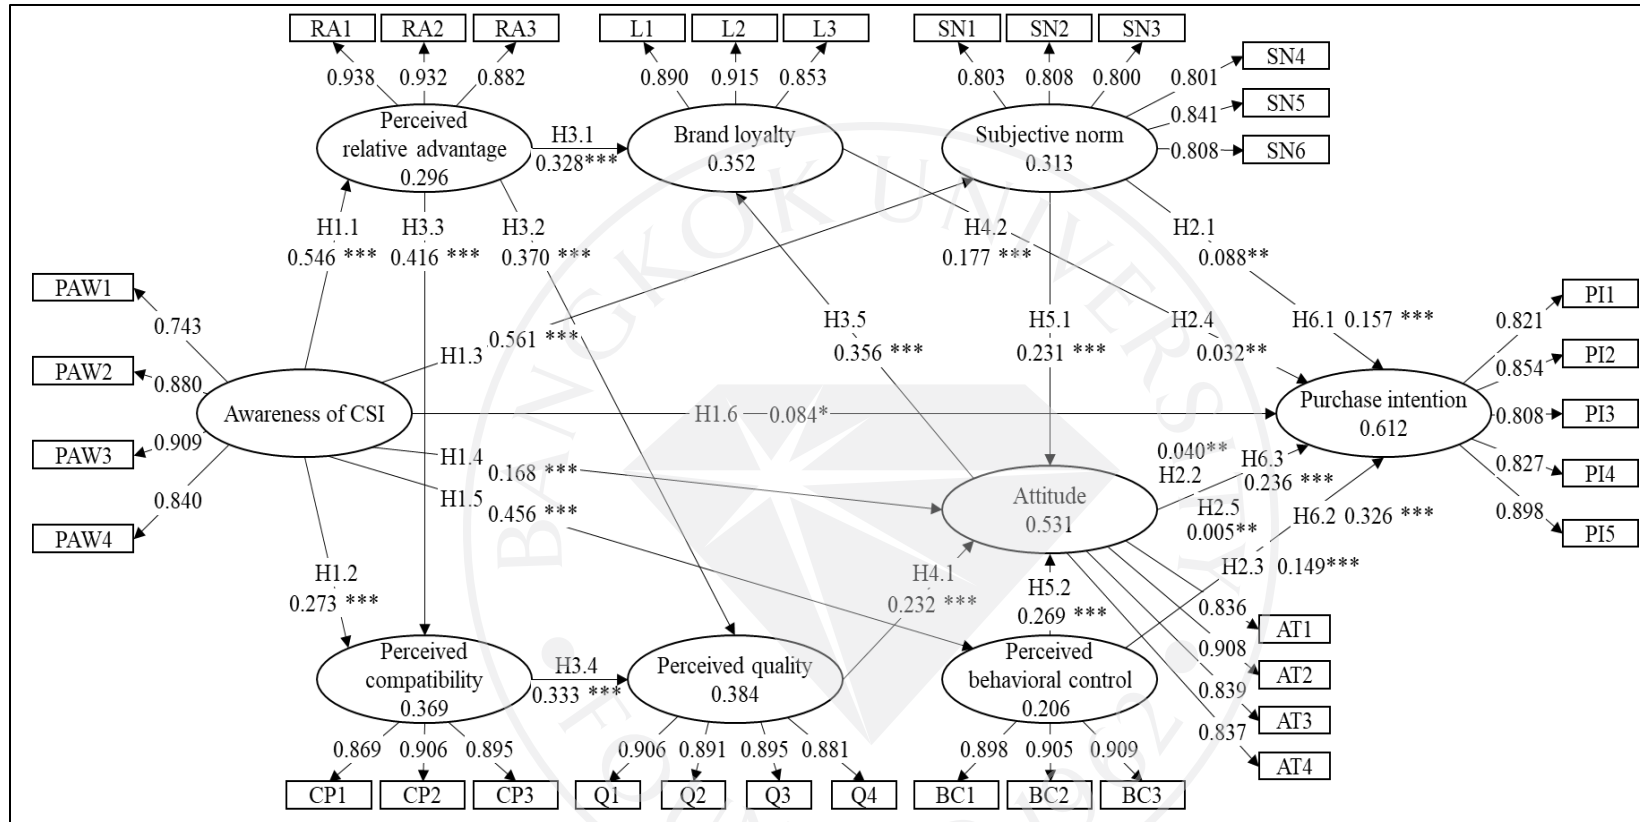 RA1
RA2
RA3
L1
L2
L3
SN1
SN2
SN3
SN4
0.938
0.932
0.882
0.890
0.915
0.853
0.803
0.808
0.800
0.801
SN5
0.841
SN6
0.808
Perceived
relative advantage
0.296
H3.1
0.328***
Brand loyalty
0.352
Subjective norm
0.313
H1.1
0.546 ***
H3.3
0.416 ***
H3.2
0.370 ***
H4.2
0.177 ***
H2.1
0.088**
PAW1
0.743
PAW2
0.880
PAW3
0.909
PAW4
0.840
H1.3
0.561 ***
H3.5
0.356 ***
H5.1
0.231 ***
H2.4
0.032**
H6.1 0.157 ***
PI1
0.821
PI2
0.854
PI3
0.808
PI4
0.827
PI5
0.898
Awareness of CSI
H1.6
0.084*
Purchase intention
0.612
H1.4
0.168 ***
H1.5
0.456 ***
Attitude
0.531
0.040**
H2.2
H6.3
0.236 ***
H2.5
0.005**
H6.2 0.326 ***
H2.3 0.149***
H1.2
0.273 ***
H4.1
0.232 ***
H5.2
0.269 ***
0.836
AT1
0.908
AT2
0.839
AT3
0.837
AT4
Perceived
compatibility
0.369
H3.4
0.333 ***
Perceived quality
0.384
Perceived
behavioral control
0.206
0.869
0.906
0.895
0.906
0.891
0.895
0.881
0.898
0.905
0.909
CP1
CP2
CP3
Q1
Q2
Q3
Q4
BC1
BC2
BC3
BANGKOK UNIVERSITY